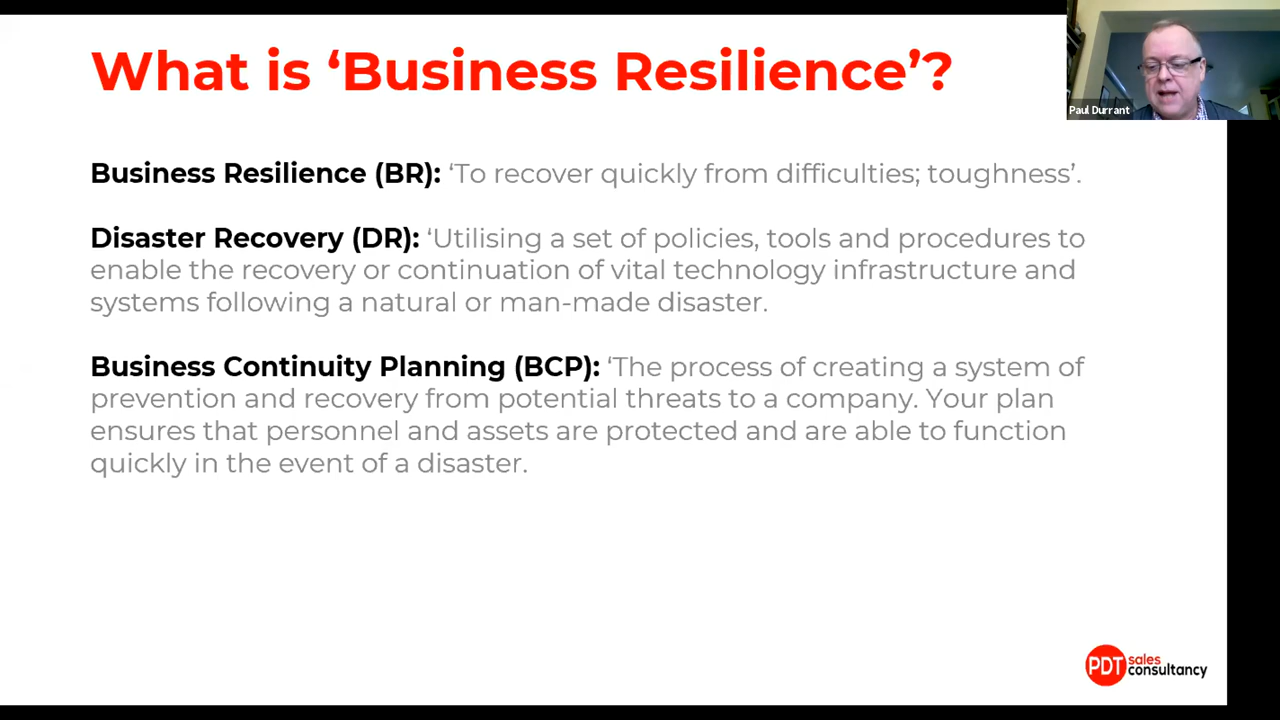 What is ‘Business Resilience’?
Paul Durrant
Business Resilience (BR): ‘To recover quickly from difficulties; toughness’.
Disaster Recovery (DR): ‘Utilising a set of policies, tools and procedures to
enable the recovery or continuation of vital technology infrastructure and
systems following a natural or man-made disaster.
Business Continuity Planning (BCP): ‘The process of creating a system of
prevention and recovery from potential threats to a company. Your plan
ensures that personnel and assets are protected and are able to function
quickly in the event of a disaster.
PDT sales
consultancy